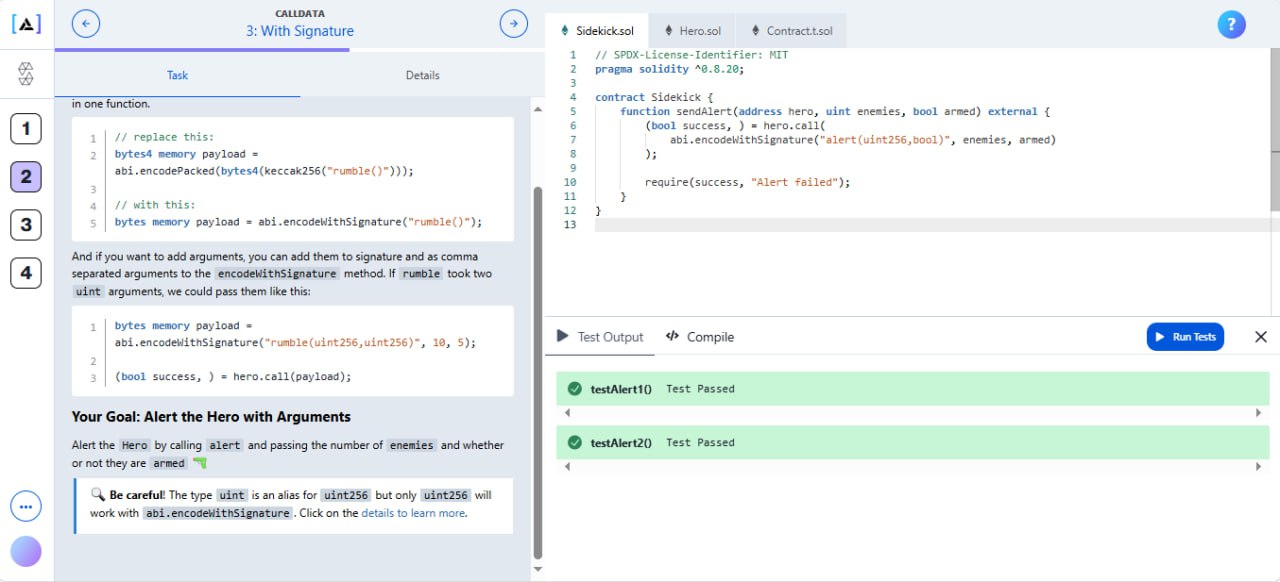 [A]
CALLDATA
3: With Signature
Task
Details
1
2
3
4
in one function.
1 // replace this:
2 bytes4 memory payload =
abi.encodePacked(bytes4(keccak256("rumble()")));
3
4 // with this:
5 bytes memory payload = abi.encodeWithSignature("rumble()");
And if you want to add arguments, you can add them to signature and as comma
separated arguments to the encodeWithSignature method. If rumble took two
uint arguments, we could pass them like this:
1 bytes memory payload =
abi.encodeWithSignature("rumble(uint256,uint256)", 10, 5);
2
3 (bool success, ) = hero.call(payload);
Your Goal: Alert the Hero with Arguments
Alert the Hero by calling alert and passing the number of enemies and whether
or not they are armed
Be careful! The type uint is an alias for uint256 but only uint256 will
work with abi.encodeWithSignature. Click on the details to learn more.
Sidekick.sol
Hero.sol
Contract.t.sol
?
1 // SPDX-License-Identifier: MIT
2 pragma solidity ^0.8.20;
3
4 contract Sidekick {
5 function sendAlert(address hero, uint enemies, bool armed) external {
6 (bool success, ) = hero.call(
7 abi.encodeWithSignature("alert(uint256,bool)", enemies, armed)
8 );
9
10 require(success, "Alert failed");
11 }
12 }
13
Test Output
Compile
Run Tests
testAlert1() Test Passed
testAlert2() Test Passed